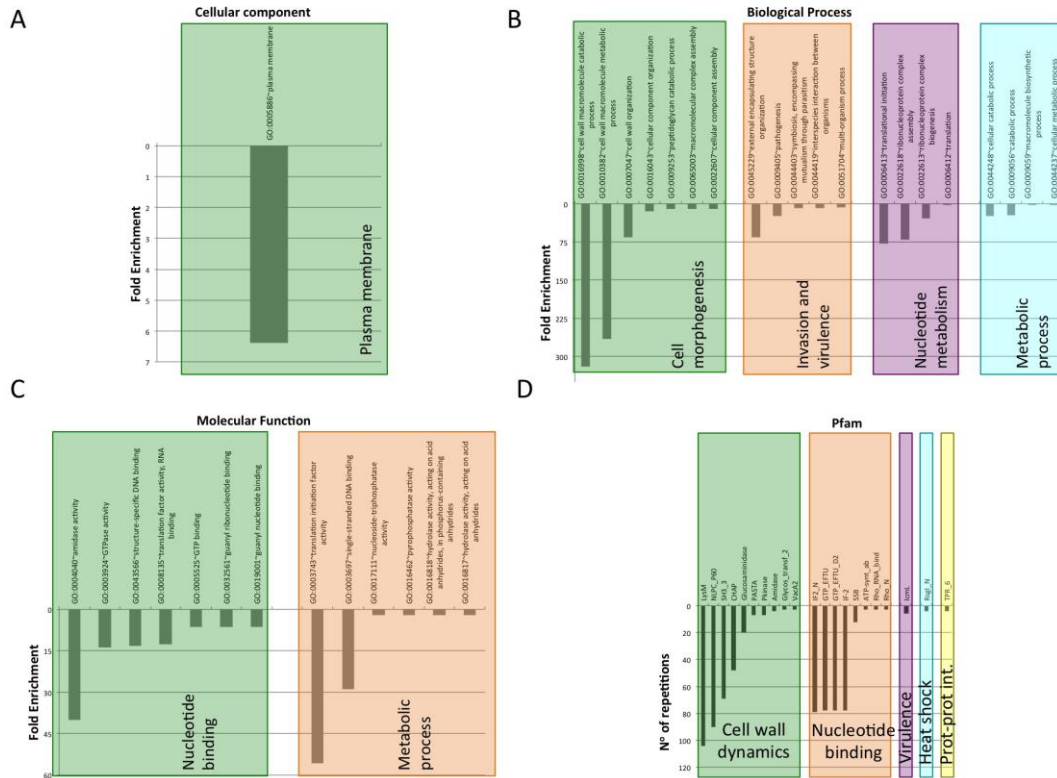 A
Cellular component
GO:0005886~plasma membrane
0
1
2
3
4
5
6
7
Fold Enrichment
Plasma membrane
B
Biological Process
GO:0016998~cell wall macromolecule catabolic
process
GO:0010382~cell wall macromolecule metabolic
process
GO:0007047~cell wall organization
GO:0016043~cellular component organization
GO:0009253~peptidoglycan catabolic process
GO:0065003~macromolecular complex assembly
GO:0022607~cellular component assembly
GO:0045229~external encapsulating structure
organization
GO:0009405~pathogenesis
GO:0044403~symbiosis, encompassing
mutualism through parasitism
GO:0044419~interspecies interaction between
organisms
GO:0051704~multi-organism process
GO:0006413~translational initiation
GO:0022618~ribonucleoprotein complex
assembly
GO:0022613~ribonucleoprotein complex
biogenesis
GO:0006412~translation
GO:0044248~cellular catabolic process
GO:0009056~catabolic process
GO:0009059~macromolecule biosynthetic
process
GO:0044237~cellular metabolic process
0
75
150
225
300
Fold Enrichment
Cell
morphogenesis
Invasion and
virulence
Nucleotide
metabolism
Metabolic
process
C
Molecular Function
GO:0004040~amidase activity
GO:0003924~GTPase activity
GO:0043566~structure-specific DNA binding
GO:0008135~translation factor activity, RNA
binding
GO:0005525~GTP binding
GO:0032561~guanyl ribonucleotide binding
GO:0019001~guanyl nucleotide binding
GO:0003743~translation initiation factor
activity
GO:0003697~single-stranded DNA binding
GO:0017111~nucleoside-triphosphatase
activity
GO:0016462~pyrophosphatase activity
GO:0016818~hydrolase activity, acting on acid
anhydrides, in phosphorus-containing
anhydrides
GO:0016817~hydrolase activity, acting on acid
anhydrides
0
15
30
45
60
Fold Enrichment
Nucleotide
binding
Metabolic
process
D
Pfam
LysM
NLPC_P60
SH3_3
CHAP
Glucosaminidase
PASTA
Pkinase
Amidase
Glycos_transf_2
VacA2
IF2_N
GTP_EFTU
GTP_EFTU_D2
IF-2
SSB
ATP-synt_ab
Rho_RNA_bind
Rho_N
IcmL
RsgI_N
TPR_6
0
20
40
60
80
100
120
N° of repetitions
Cell wall
dynamics
Nucleotide
binding
Virulence
Heat shock
Prot-prot int.